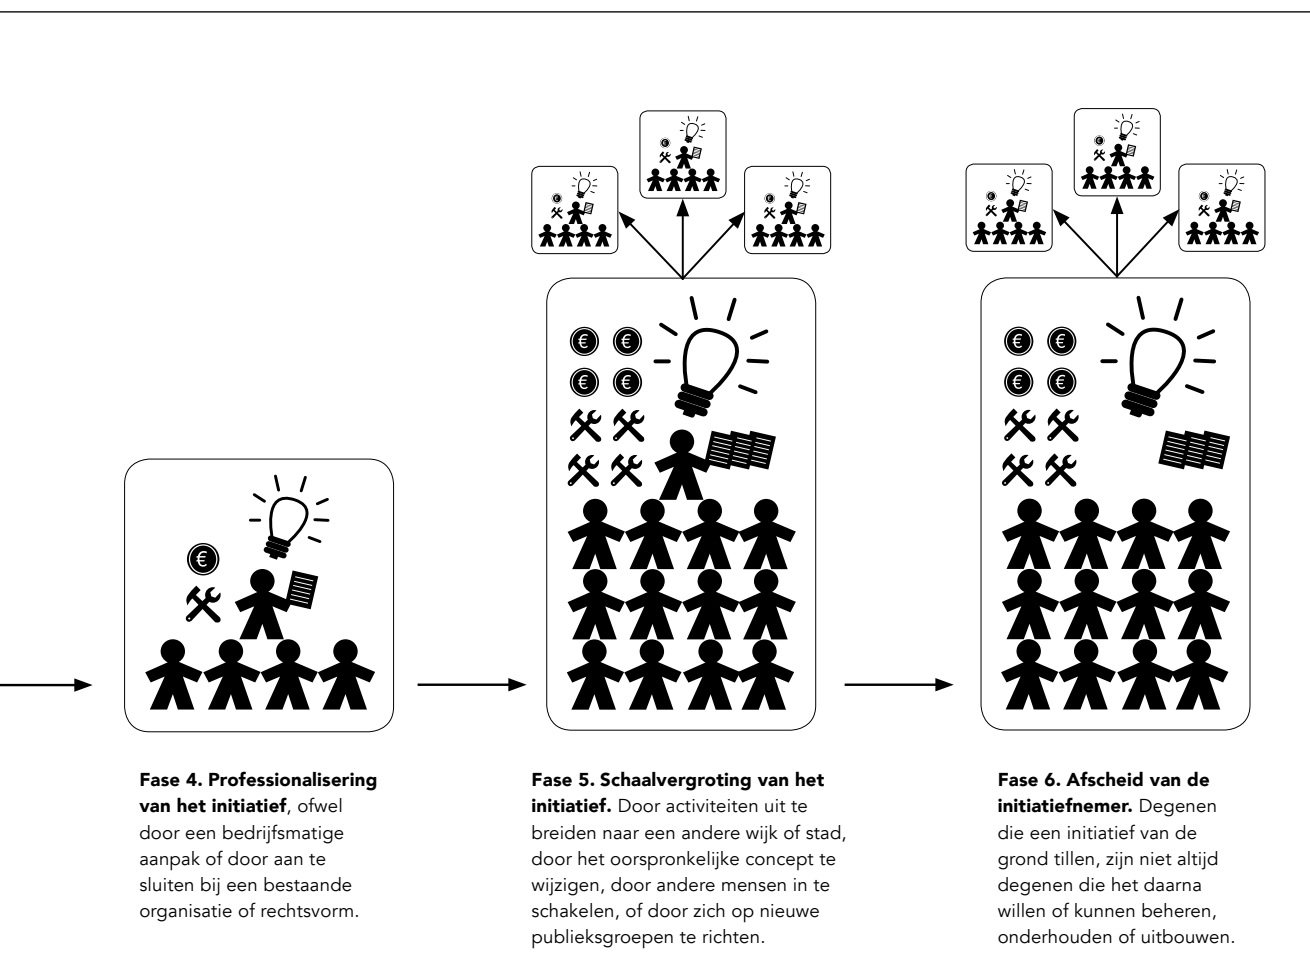 Fase 4. Professionalisering
van het initiatief, ofwel
door een bedrijfsmatige
aanpak of door aan te
sluiten bij een bestaande
organisatie of rechtsvorm.
Fase 5. Schaalvergroting van het
initiatief. Door activiteiten uit te
breiden naar een andere wijk of stad,
door het oorspronkelijke concept te
wijzigen, door andere mensen in te
schakelen, of door zich op nieuwe
publieksgroepen te richten.
Fase 6. Afscheid van de
initiatiefnemer. Degenen
die een initiatief van de
grond tillen, zijn niet altijd
degenen die het daarna
willen of kunnen beheren,
onderhouden of uitbouwen.